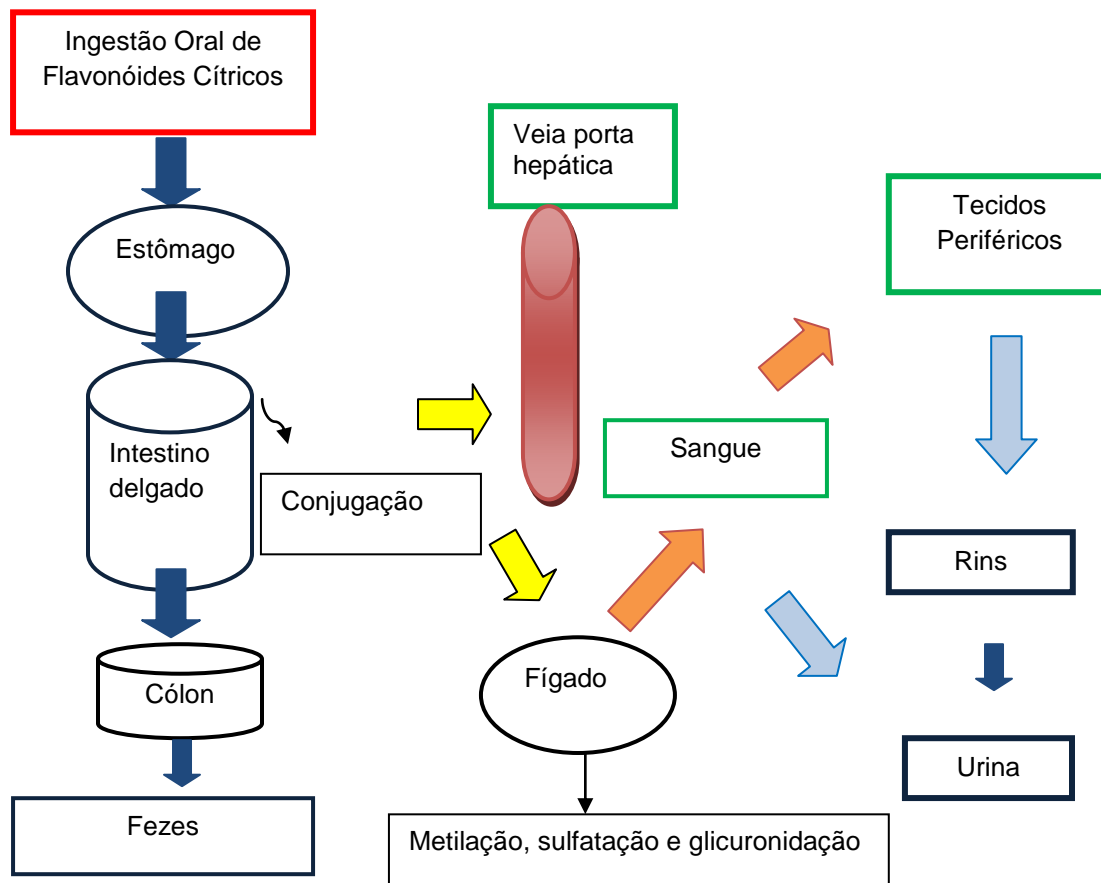 Ingestão Oral de
Flavonóides Cítricos
Veia porta
hepática
Tecidos
Periféricos
Estômago
Intestino
delgado
Conjugação
Sangue
Rins
Cólon
Fígado
Urina
Fezes
Metilação, sulfatação e glicuronidação